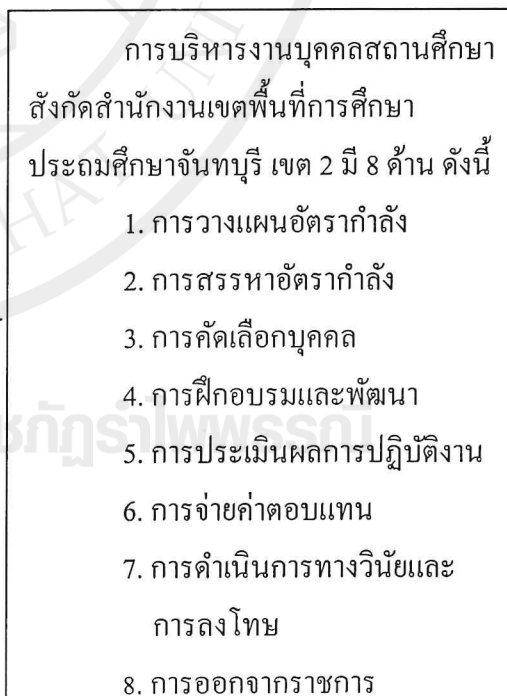 การบริหารงานบุคคลสถานศึกษา
สังกัดสำนักงานเขตพื้นที่การศึกษา
ประถมศึกษาจันทบุรี เขต 2 มี 8 ด้าน ดังนี้
1. การวางแผนอัตรากำลัง
2. การสรรหาอัตรากำลัง
3. การคัดเลือกบุคคล
4. การฝึกอบรมและพัฒนา
5. การประเมินผลการปฏิบัติงาน
6. การจ่ายค่าตอบแทน
7. การดำเนินการทางวินัยและ
การลงโทษ
8. การออกจากราชการ